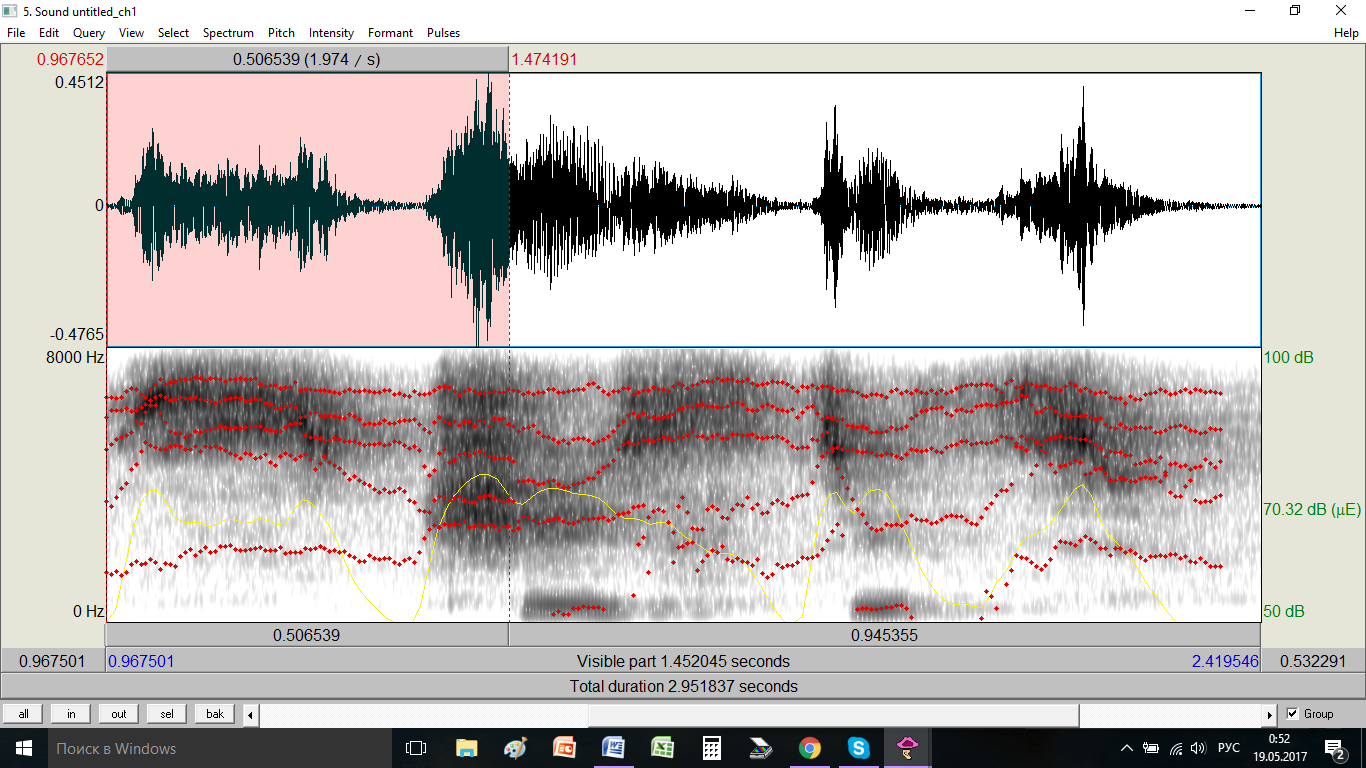 5. Sound untitled_ch1
File Edit Query View Select Spectrum Pitch Intensity Formant Pulses Help
0.967652 0.506539 (1.974 / s) 1.474191
0.4512
0
-0.4765
8000 Hz 100 dB
70.32 dB (µE)
0 Hz 50 dB
0.506539 0.945355
0.967501 0.967501 Visible part 1.452045 seconds 2.419546 0.532291
Total duration 2.951837 seconds
all in out sel bak Group
Поиск в Windows РУС 0:52
19.05.2017 2